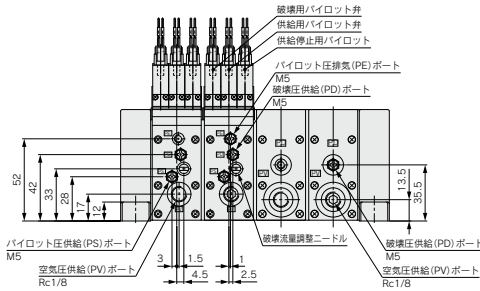 破壊用パイロット弁
供給用パイロット弁
供給停止用パイロット
パイロット圧排気(PE)ポート
M5
破壊圧供給(PD)ポート
M5
52
42
33
28
17
12
13.5
35.5
パイロット圧供給(PS)ポート
M5
空気圧供給(PV)ポート
Rc1/8
3
1.5
4.5
1
2.5
破壊流量調整ニードル
破壊圧供給(PD)ポート
M5
空気圧供給(PV)ポート
Rc1/8